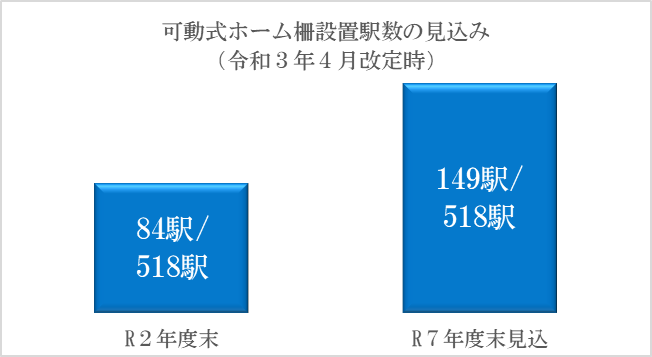 可動式ホーム柵設置駅数の見込み
（令和３年４月改定時）
84駅/
518駅
149駅/
518駅
R２年度末
R７年度末見込